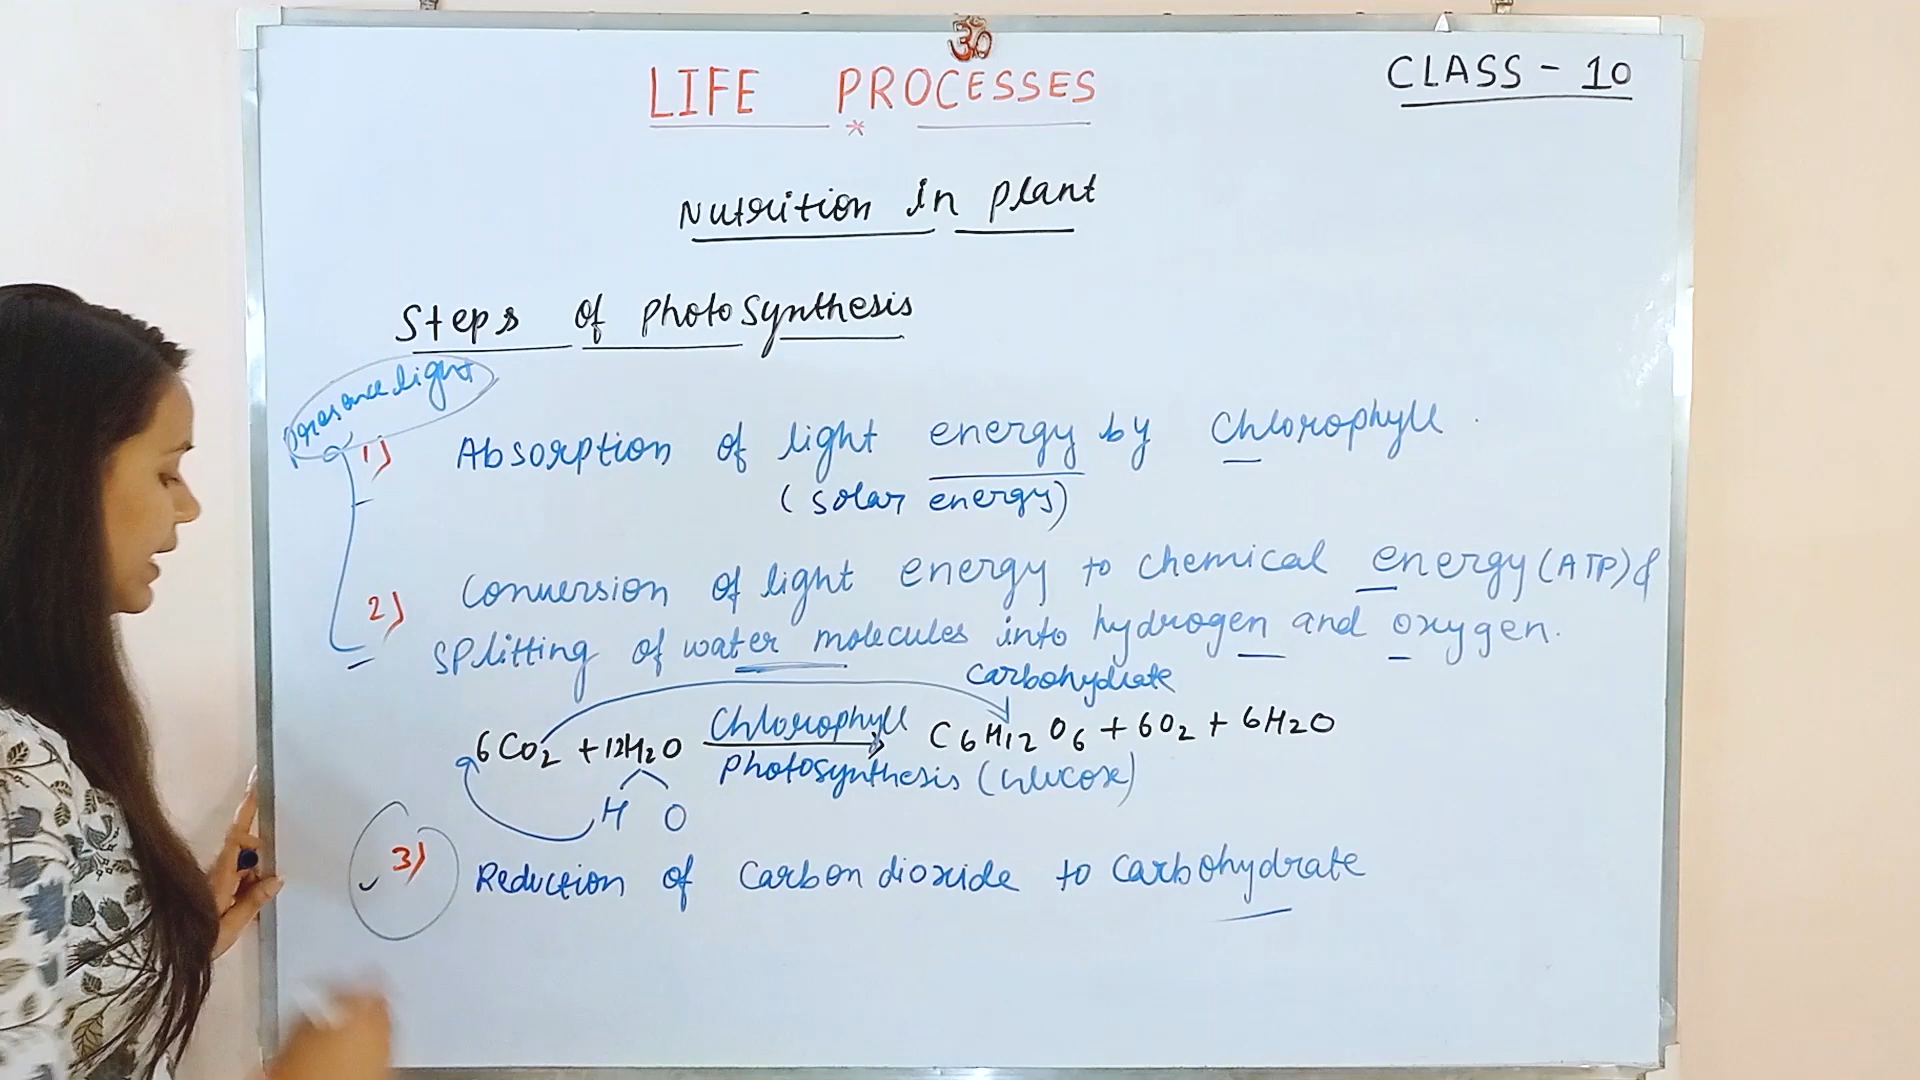 ॐ
LIFE PROCESSES
CLASS - 10
Nutrition in plant
Steps of photosynthesis
presence light
1) Absorption of light energy by chlorophyll.
(solar energy)
2) Conversion of light energy to chemical energy (ATP) &
splitting of water molecules into hydrogen and oxygen.
Carbohydrate
6CO2 + 12H2O Chlorophyll C6H12O6 + 6O2 + 6H2O
Photosynthesis (Glucose)
H O
3) Reduction of Carbon dioxide to Carbohydrate